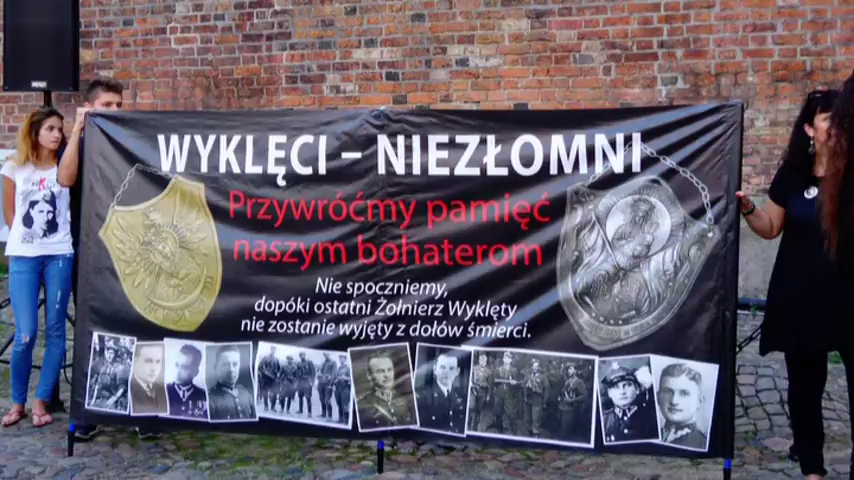 WYKLĘCI – NIEZŁOMNI
Przywróćmy pamięć
naszym bohaterom
Nie spoczniemy,
dopóki ostatni Żołnierz Wyklęty
nie zostanie wyjęty z dołów śmierci.